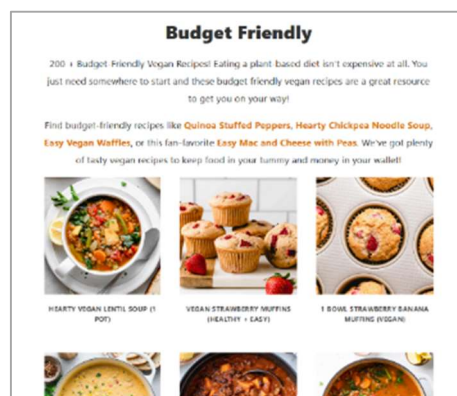 Budget Friendly
200 + Budget-Friendly Vegan Recipes! Eating a plant-based diet isn't expensive at all. You
just need somewhere to start and these budget friendly vegan recipes are a great resource
to get you on your way!
Find budget-friendly recipes like Quinoa Stuffed Peppers, Hearty Chickpea Noodle Soup,
Easy Vegan Waffles, or this fan-favorite Easy Mac and Cheese with Peas. We've got plenty
of tasty vegan recipes to keep food in your tummy and money in your wallet!
HEARTY VEGAN LENTIL SOUP (1
POT)
VEGAN STRAWBERRY MUFFINS
(HEALTHY + EASY)
1 BOWL STRAWBERRY BANANA
MUFFINS (VEGAN)